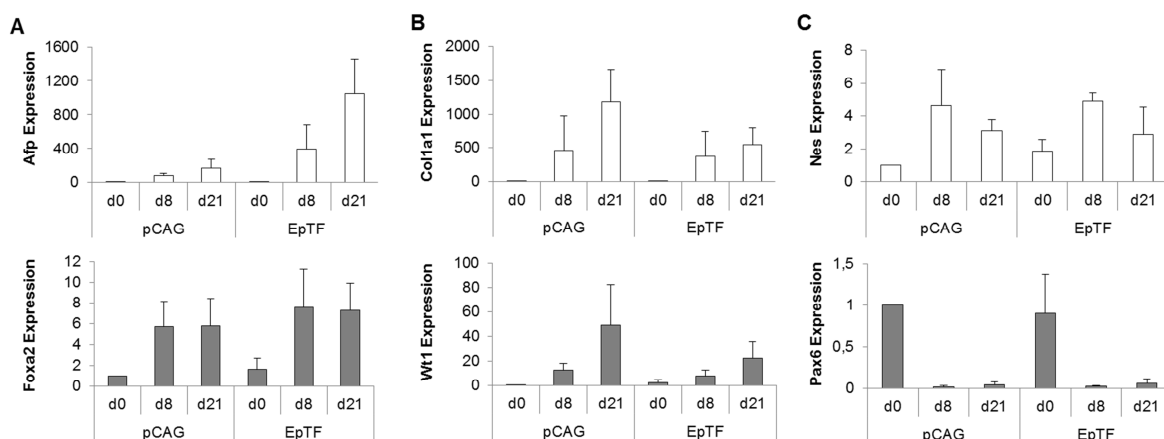 A
Afp Expression
1600
1200
800
400
0
d0 d8 d21 d0 d8 d21
pCAG EpTF
Foxa2 Expression
12
10
8
6
4
2
0
d0 d8 d21 d0 d8 d21
pCAG EpTF
B
Col1a1 Expression
2000
1500
1000
500
0
d0 d8 d21 d0 d8 d21
pCAG EpTF
Wt1 Expression
100
80
60
40
20
0
d0 d8 d21 d0 d8 d21
pCAG EpTF
C
Nes Expression
8
6
4
2
0
d0 d8 d21 d0 d8 d21
pCAG EpTF
Pax6 Expression
1,5
1
0,5
0
d0 d8 d21 d0 d8 d21
pCAG EpTF